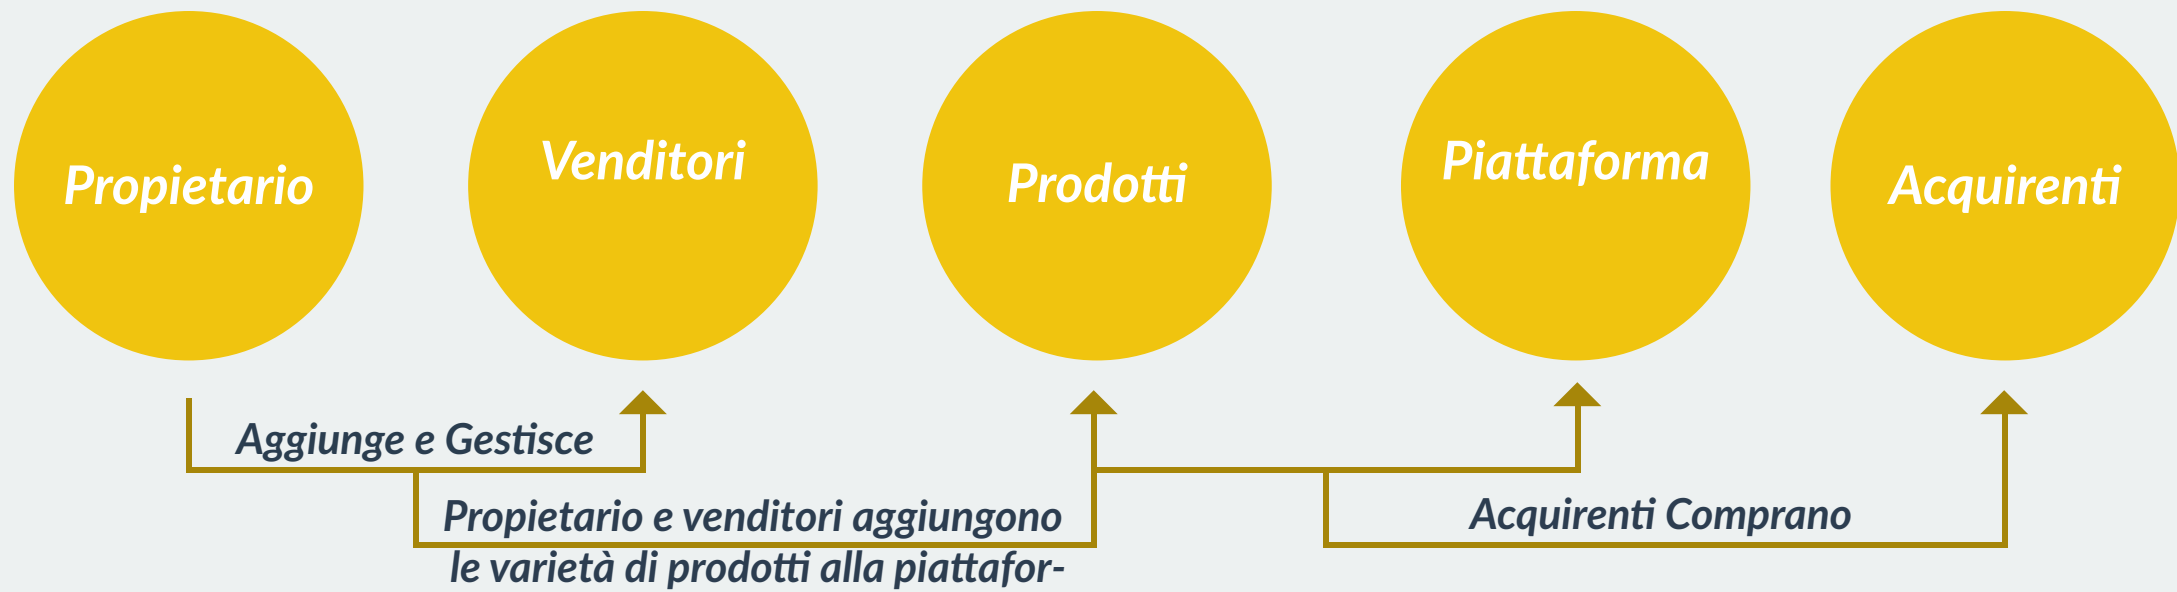 Propietario
Venditori
Prodotti
Piattaforma
Acquirenti
Aggiunge e Gestisce
Propietario e venditori aggiungono
le varietà di prodotti alla piattafor-
Acquirenti Comprano